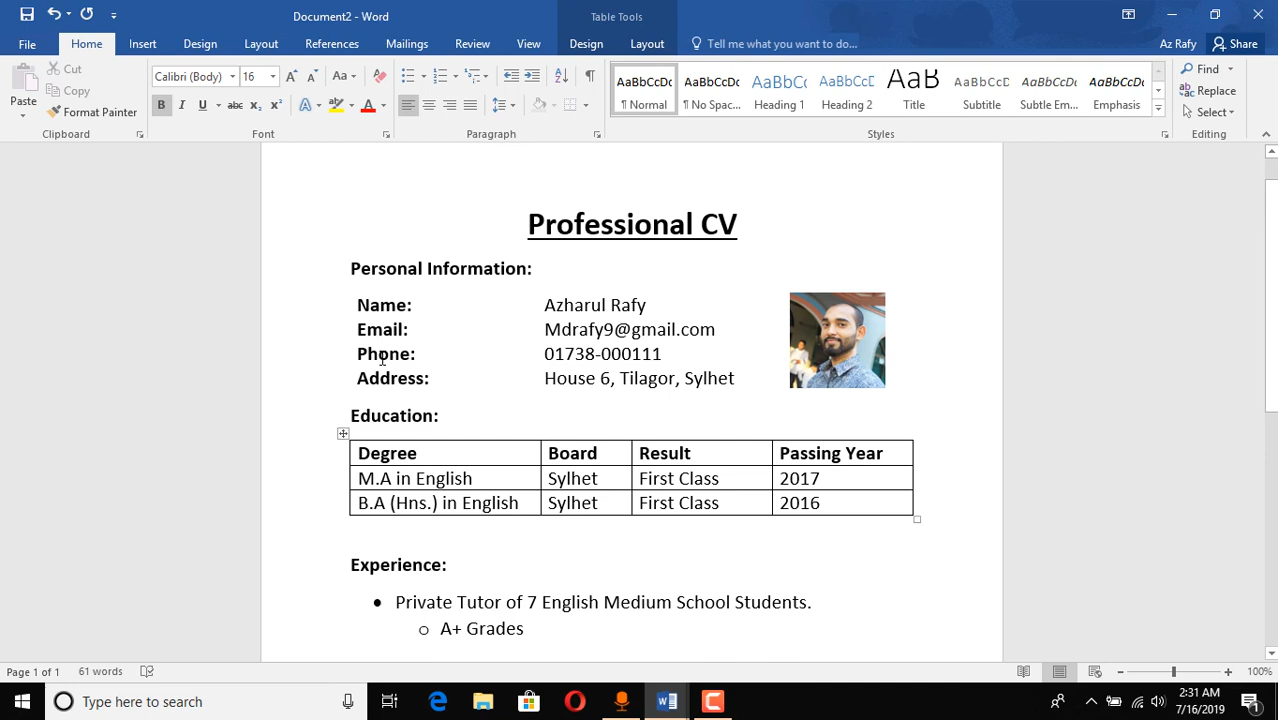 Document2 - Word
Table Tools
File Home Insert Design Layout References Mailings Review View Design Layout Tell me what you want to do... Az Rafy Share
Paste
Cut
Copy
Format Painter
Clipboard
Calibri (Body) 16
Font
Paragraph
AaBbCcDc AaBbCcDc AaBbC AaBbCcC AaB AaBbCcD AaBbCcDc AaBbCcDc
¶ Normal ¶ No Spac... Heading 1 Heading 2 Title Subtitle Subtle Em... Emphasis
Styles
Find
Replace
Select
Editing
Professional CV
Personal Information:
Name: Azharul Rafy
Email: Mdrafy9@gmail.com
Phone: 01738-000111
Address: House 6, Tilagor, Sylhet
Education:
Degree Board Result Passing Year
M.A in English Sylhet First Class 2017
B.A (Hns.) in English Sylhet First Class 2016
Experience:
• Private Tutor of 7 English Medium School Students.
o A+ Grades
Page 1 of 1 61 words 100%
Type here to search
2:31 AM
7/16/2019